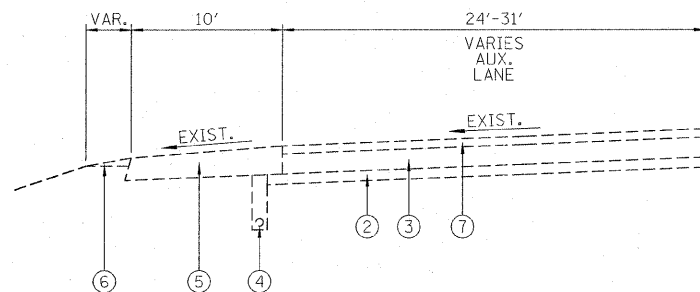 VAR.
10'
24'-31'
VARIES
AUX.
LANE
EXIST.
EXIST.
2
3
7
6
5
4